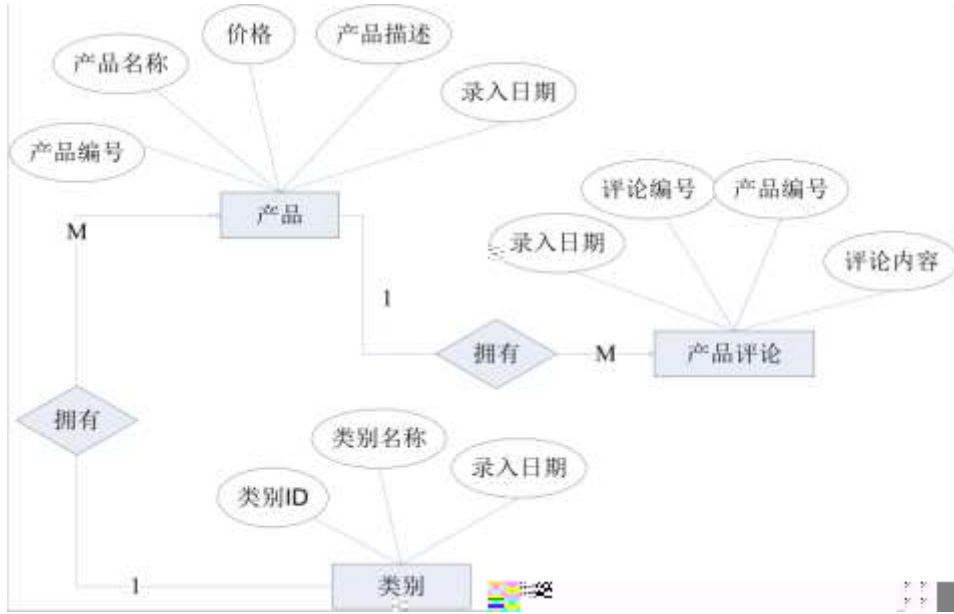 价格
产品描述
产品名称
录入日期
产品编号
产品
M
评论编号
产品编号
录入日期
评论内容
1
拥有
M
产品评论
拥有
类别名称
录入日期
类别ID
1
类别